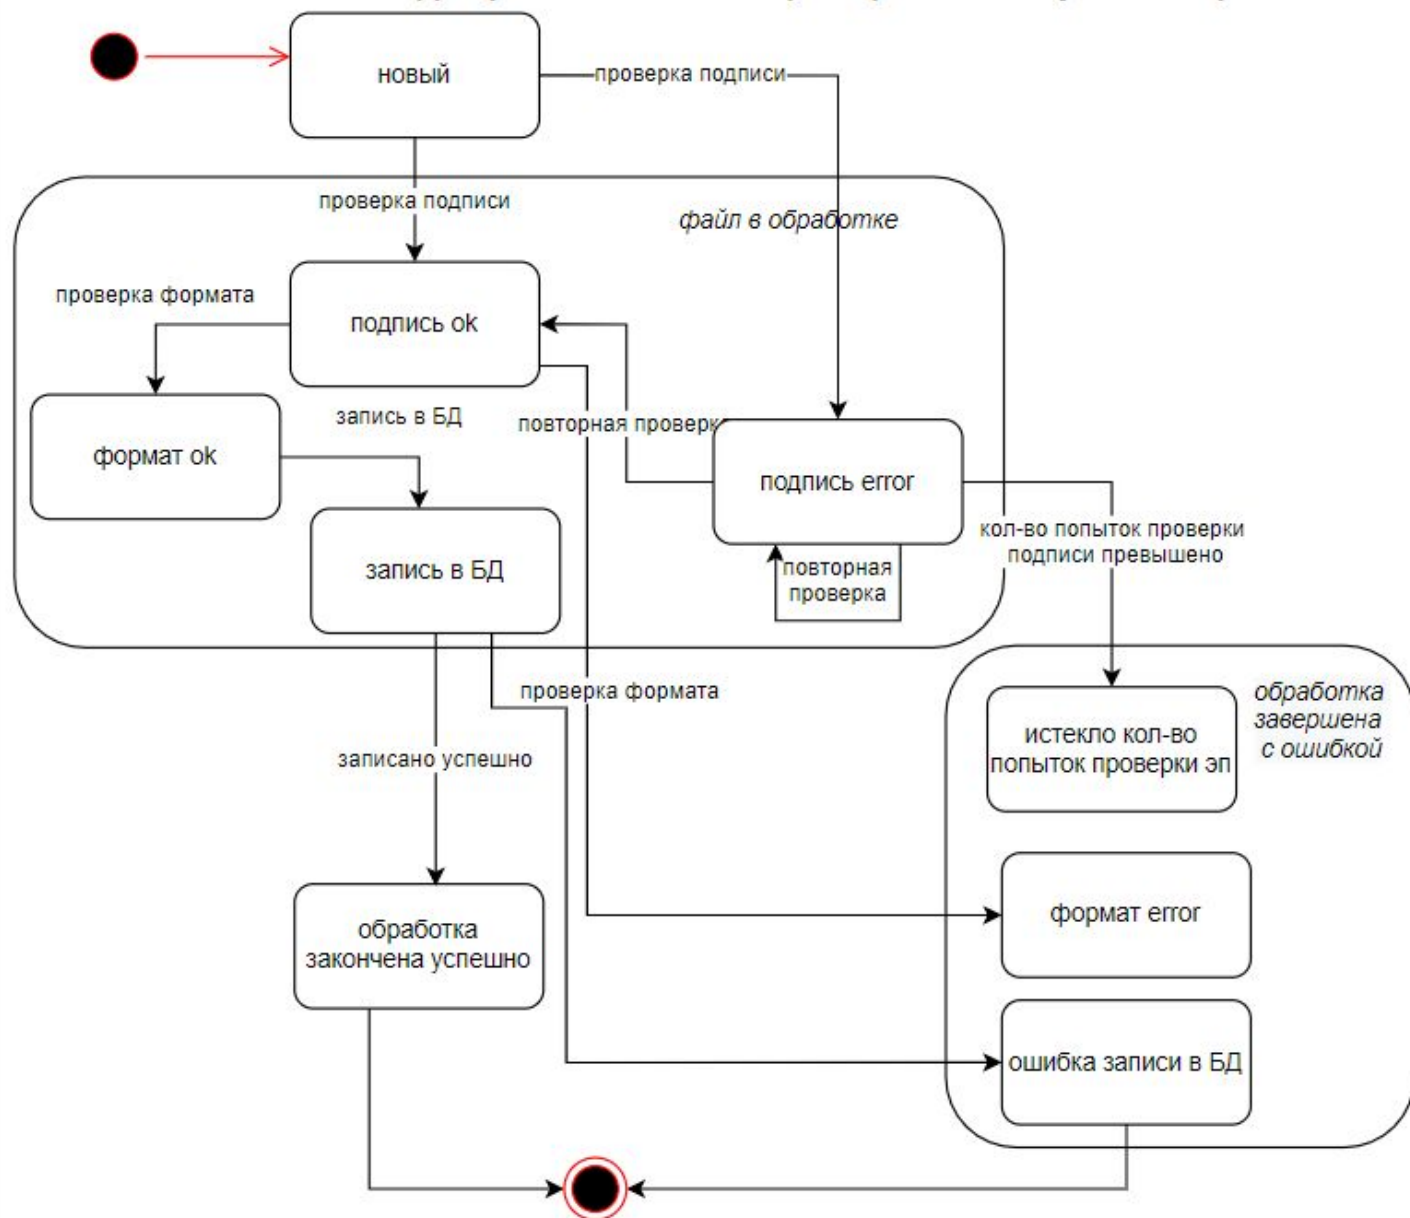 новый
проверка подписи
проверка подписи
файл в обработке
проверка формата
подпись ok
запись в БД
повторная проверка
формат ok
подпись error
кол-во попыток проверки
подписи превышено
запись в БД
повторная
проверка
проверка формата
обработка
завершена
с ошибкой
истекло кол-во
попыток проверки эп
записано успешно
формат error
обработка
закончена успешно
ошибка записи в БД